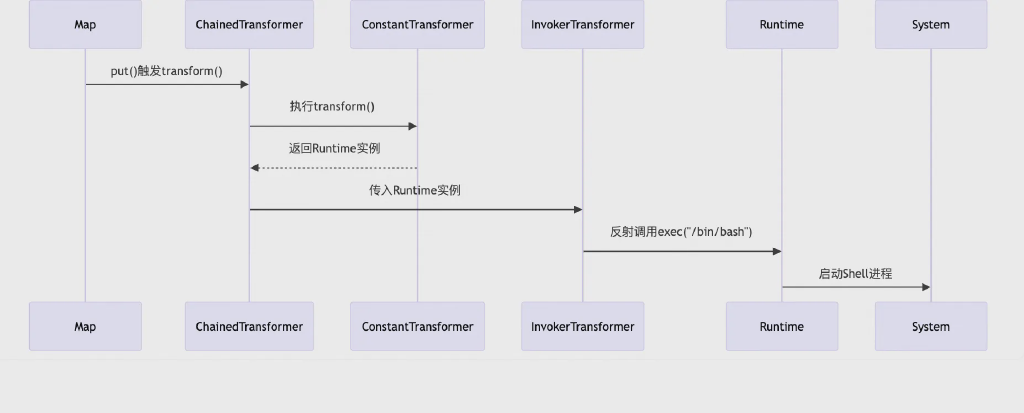 Map
ChainedTransformer
ConstantTransformer
InvokerTransformer
Runtime
System
put()触发transform()
执行transform()
返回Runtime实例
传入Runtime实例
反射调用exec("/bin/bash")
启动Shell进程
Map
ChainedTransformer
ConstantTransformer
InvokerTransformer
Runtime
System